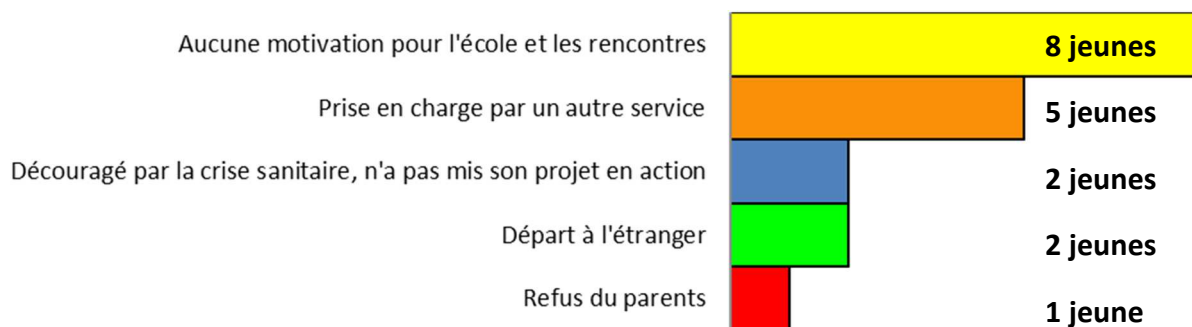 Aucune motivation pour l'école et les rencontres 8 jeunes
Prise en charge par un autre service 5 jeunes
Découragé par la crise sanitaire, n'a pas mis son projet en action 2 jeunes
Départ à l'étranger 2 jeunes
Refus du parents 1 jeune